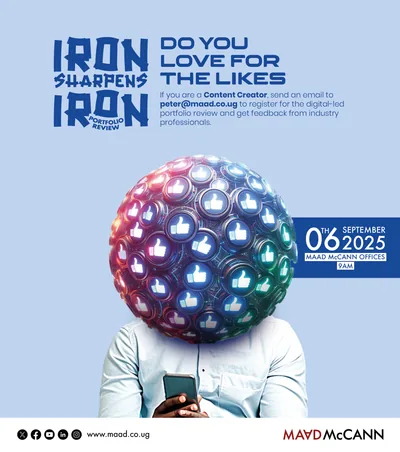 IRON
SHARPENS
IRON
PORTFOLIO
REVIEW
DO YOU
LOVE FOR
THE LIKES
If you are a Content Creator, send an email to
peter@maad.co.ug to register for the digital-led
portfolio review and get feedback from industry
professionals.
06TH
SEPTEMBER
2025
MAAD McCANN OFFICES
9AM
www.maad.co.ug
MAAD McCANN